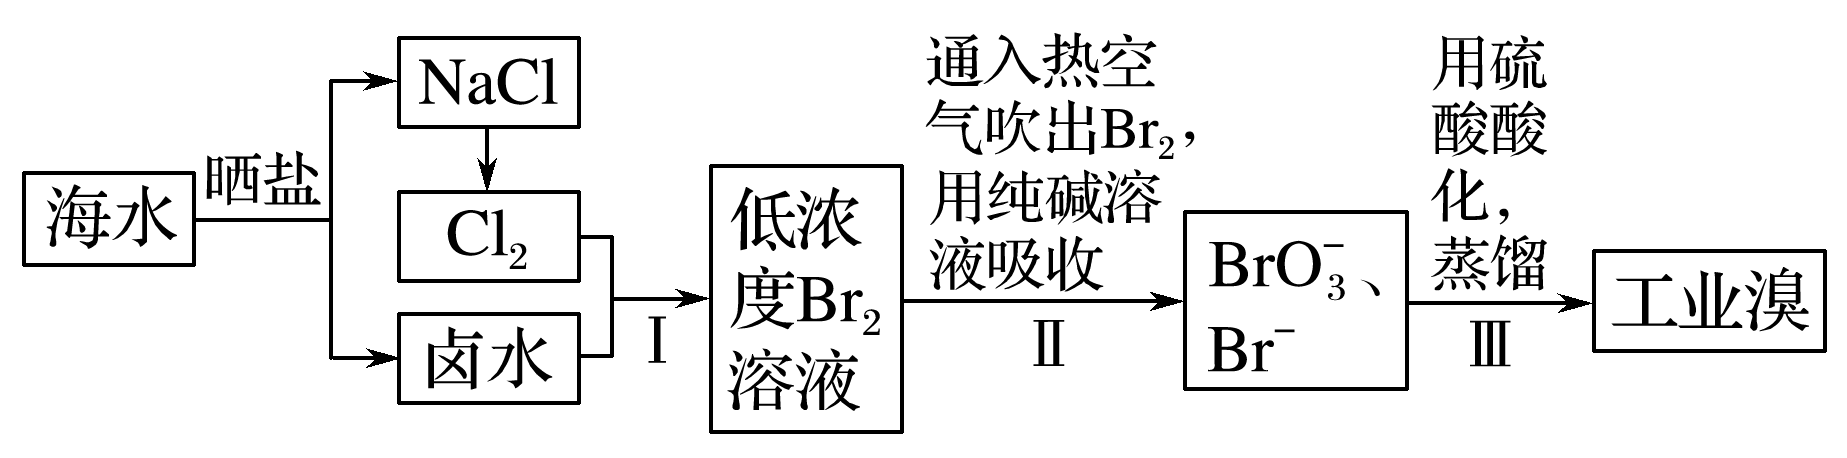 海水
晒盐
NaCl
Cl₂
卤水
Ⅰ
低浓
度Br₂
溶液
通入热空
气吹出Br₂,
用纯碱溶
液吸收
Ⅱ
BrO₃⁻、
Br⁻
用硫
酸酸
化,
蒸馏
Ⅲ
工业溴